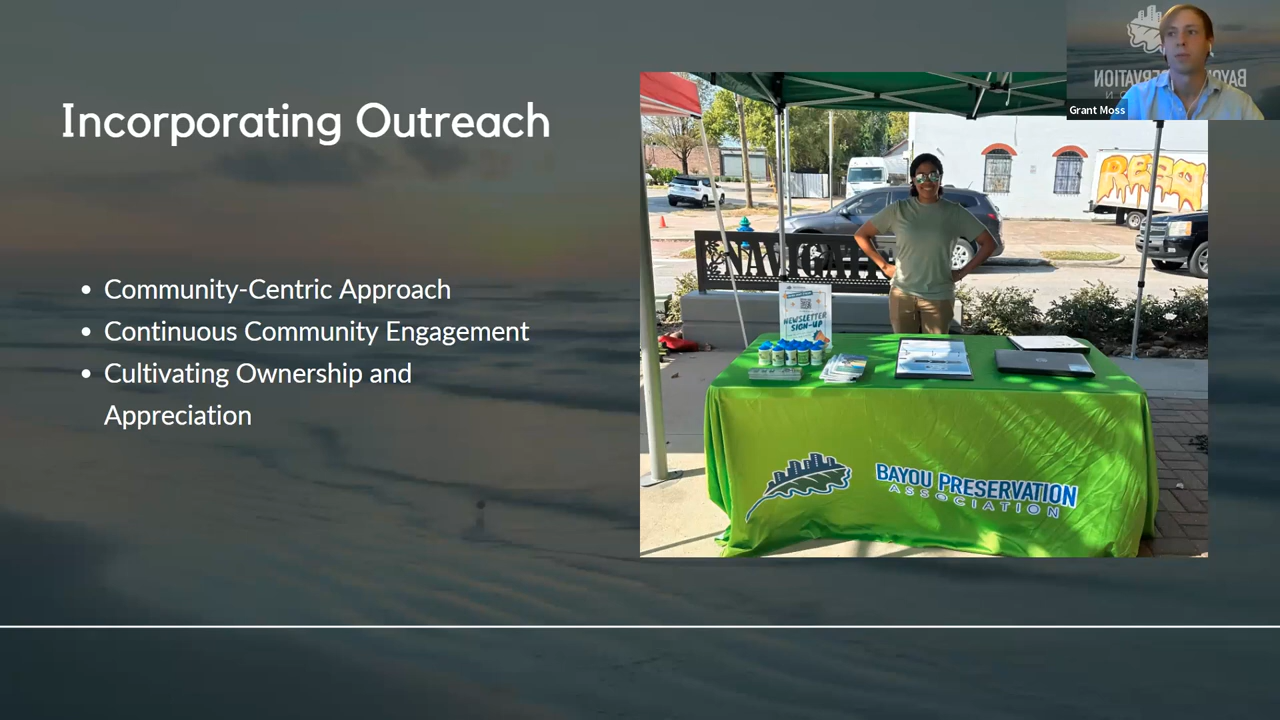 Incorporating Outreach
• Community-Centric Approach
• Continuous Community Engagement
• Cultivating Ownership and
Appreciation
Grant Moss
NEWSLETTER
SIGN-UP
BAYOU PRESERVATION
ASSOCIATION